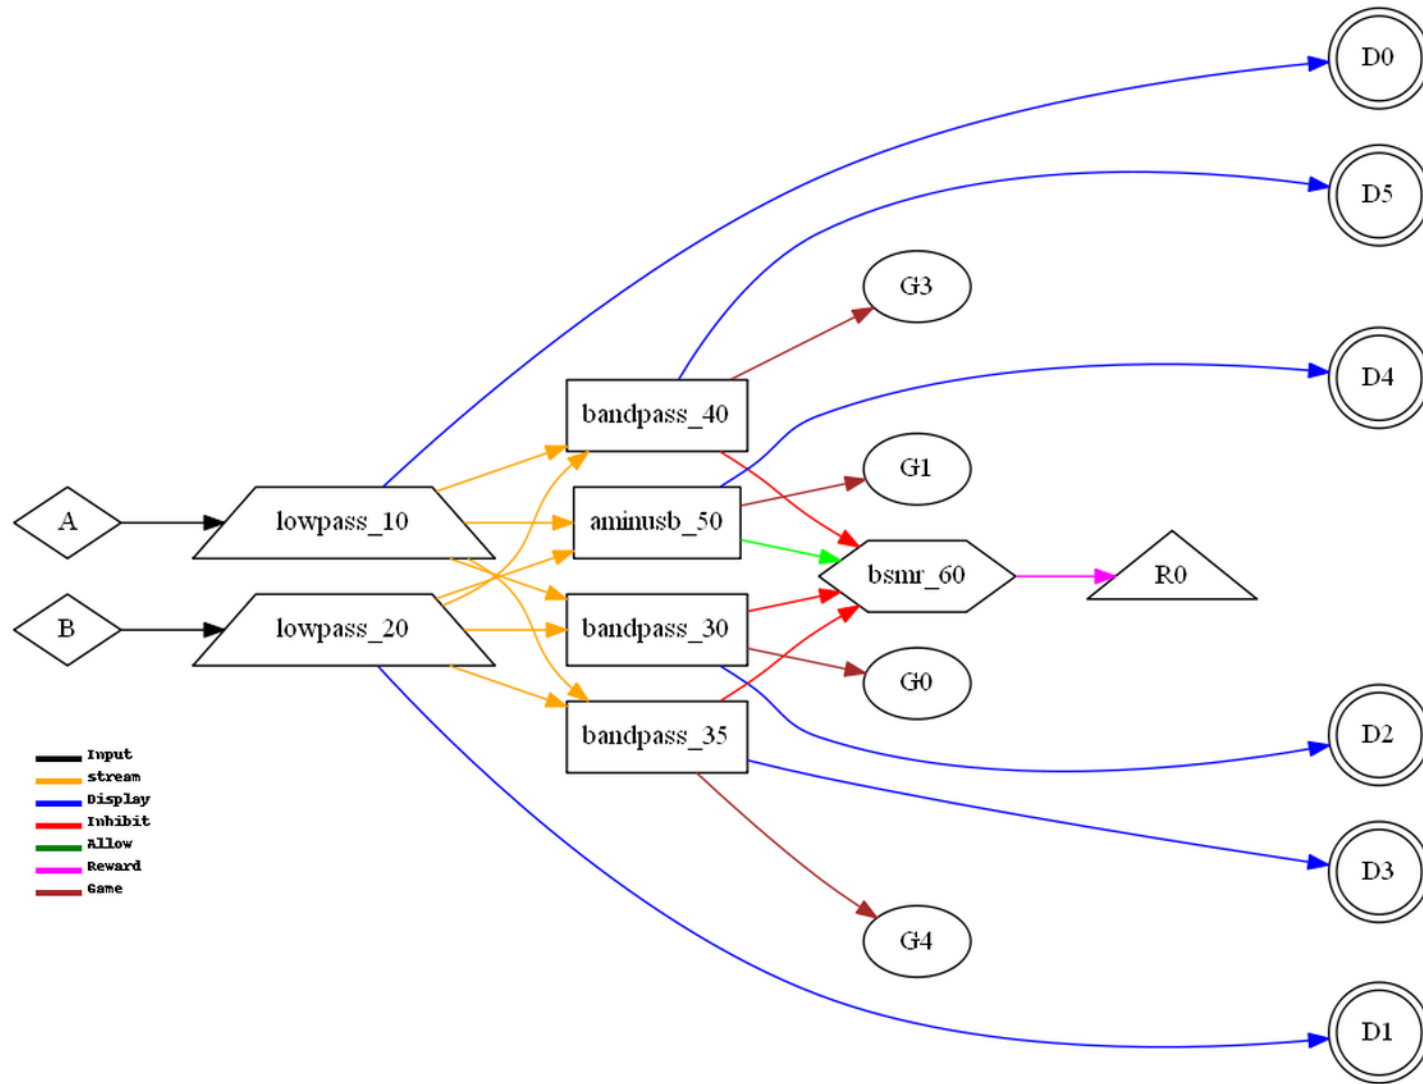 D0
D5
G3
D4
bandpass_40
G1
A
lowpass_10
aminusb_50
bsmr_60
R0
B
lowpass_20
bandpass_30
G0
bandpass_35
D2
Input
stream
Display
Inhibit
Allow
Reward
Game
D3
G4
D1